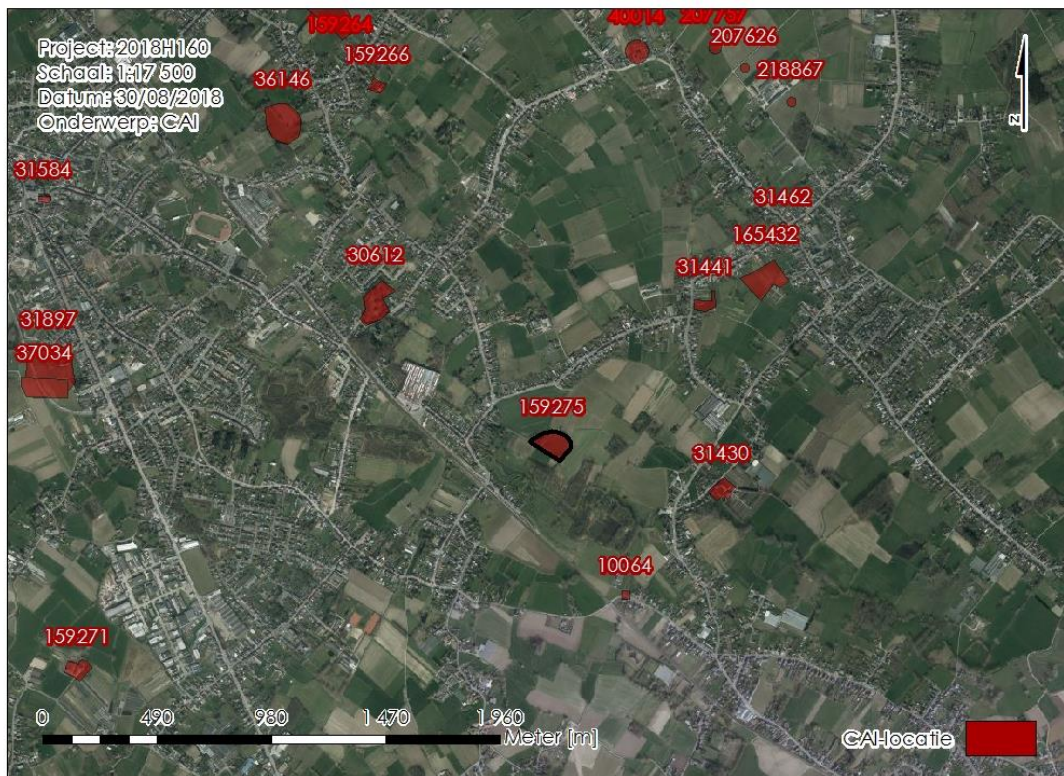 Project: 2018H160
Schaal: 1:17 500
Datum: 30/08/2018
Onderwerp: CAI
159264
159266
36146
40014
207757
207626
218867
31584
31462
165432
30612
31441
31897
37034
159275
31430
10064
159271
N
0 490 980 1 470 1 960
Meter [m]
CAI-locatie